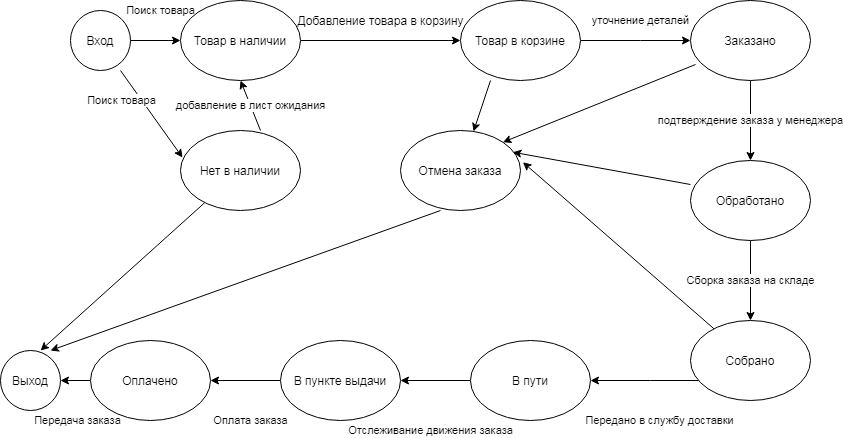 Поиск товара
Добавление товара в корзину
уточнение деталей
Вход
Товар в наличии
Товар в корзине
Заказано
Поиск товара
добавление в лист ожидания
подтверждение заказа у менеджера
Нет в наличии
Отмена заказа
Обработано
Сборка заказа на складе
Выход
Оплачено
В пункте выдачи
В пути
Собрано
Передача заказа
Оплата заказа
Отслеживание движения заказа
Передано в службу доставки